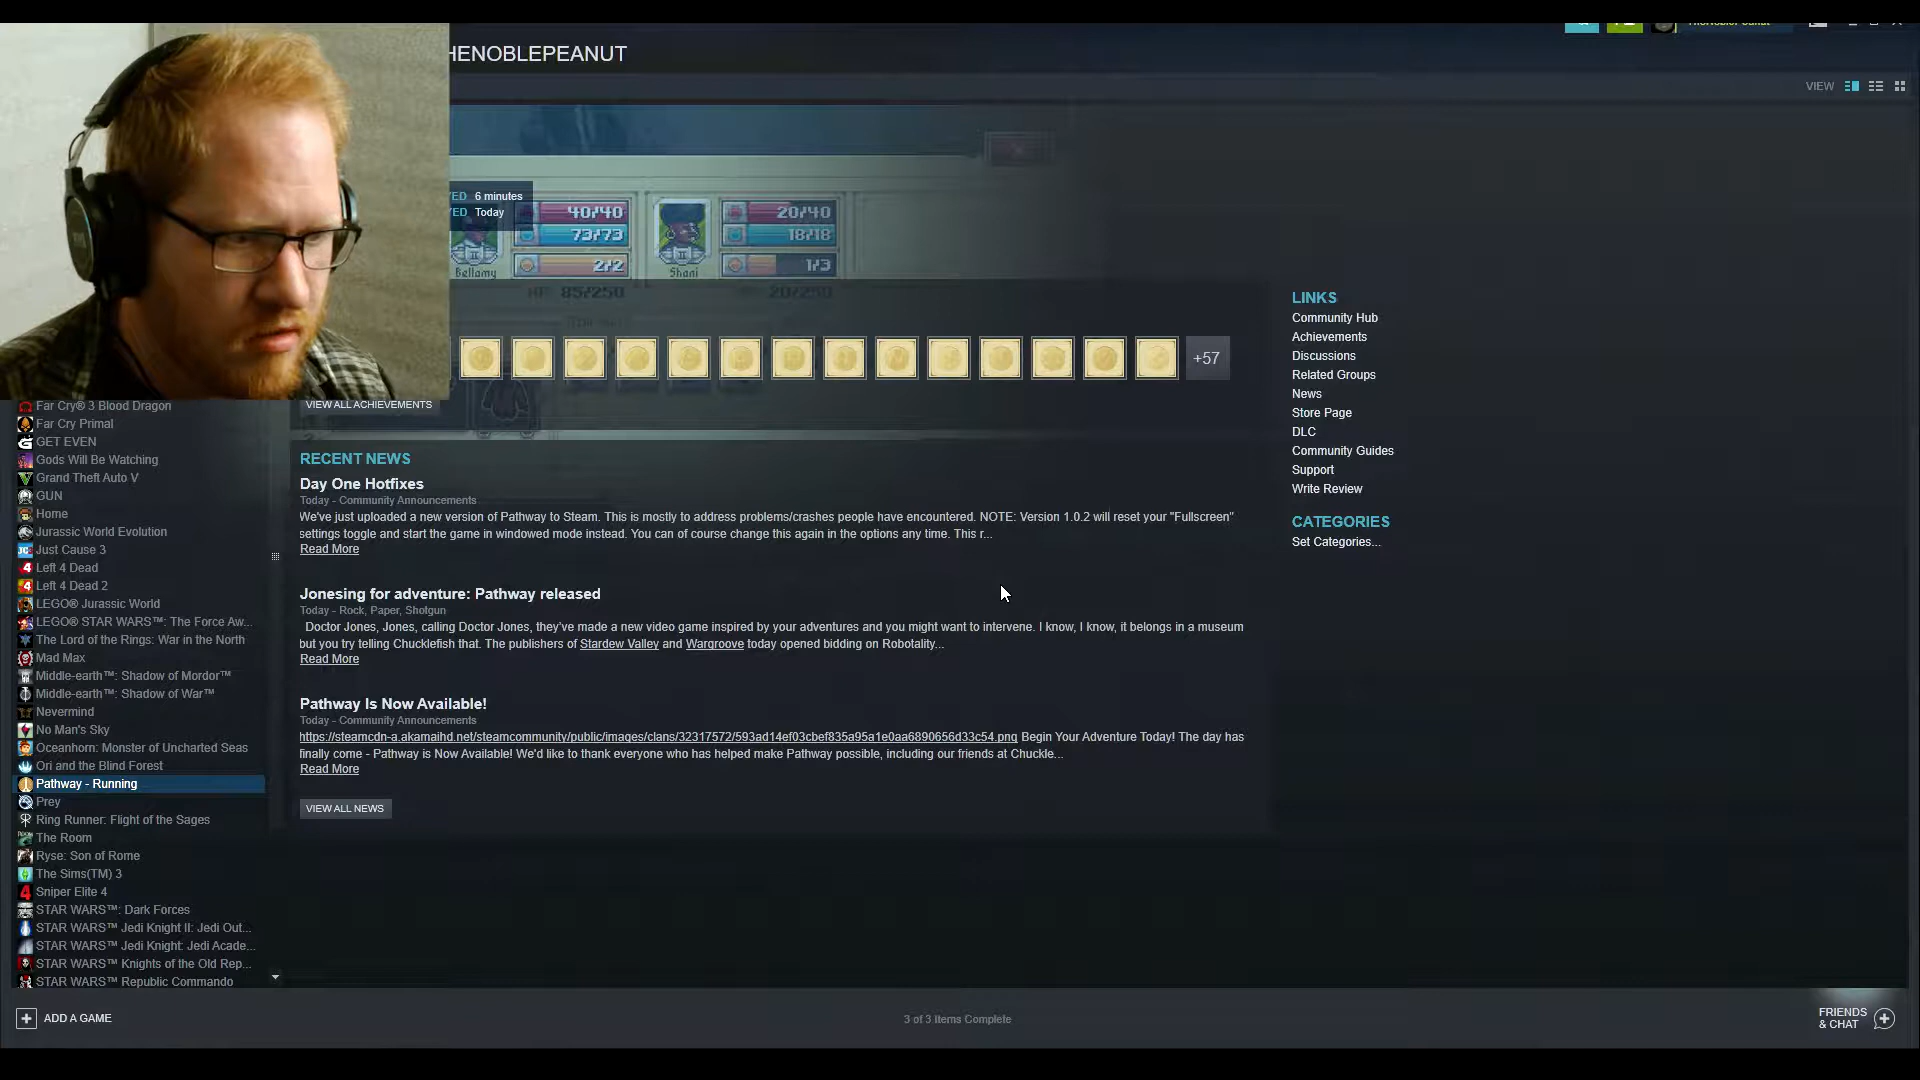 HENOBLEPEANUT
VIEW
YED 6 minutes
YED Today
40/40
73/73
2/2
Bellamy
20/40
18/18
1/3
Shani
85/250
20/250
+57
VIEW ALL ACHIEVEMENTS
LINKS
Community Hub
Achievements
Discussions
Related Groups
News
Store Page
DLC
Community Guides
Support
Write Review
CATEGORIES
Set Categories...
Far Cry® 3 Blood Dragon
Far Cry Primal
GET EVEN
Gods Will Be Watching
Grand Theft Auto V
GUN
Home
Jurassic World Evolution
Just Cause 3
Left 4 Dead
Left 4 Dead 2
LEGO® Jurassic World
LEGO® STAR WARS™: The Force Aw...
The Lord of the Rings: War in the North
Mad Max
Middle-earth™: Shadow of Mordor™
Middle-earth™: Shadow of War™
Nevermind
No Man's Sky
Oceanhorn: Monster of Uncharted Seas
Ori and the Blind Forest
Pathway - Running
Prey
Ring Runner: Flight of the Sages
The Room
Ryse: Son of Rome
The Sims(TM) 3
Sniper Elite 4
STAR WARS™: Dark Forces
STAR WARS™ Jedi Knight II: Jedi Out...
STAR WARS™ Jedi Knight: Jedi Acade...
STAR WARS™ Knights of the Old Rep...
STAR WARS™ Republic Commando
RECENT NEWS
Day One Hotfixes
Today - Community Announcements
We've just uploaded a new version of Pathway to Steam. This is mostly to address problems/crashes people have encountered. NOTE: Version 1.0.2 will reset your "Fullscreen"
settings toggle and start the game in windowed mode instead. You can of course change this again in the options any time. This r...
Read More
Jonesing for adventure: Pathway released
Today - Rock, Paper, Shotgun
Doctor Jones, Jones, calling Doctor Jones, they've made a new video game inspired by your adventures and you might want to intervene. I know, I know, it belongs in a museum
but you try telling Chucklefish that. The publishers of Stardew Valley and Wargroove today opened bidding on Robotality...
Read More
Pathway Is Now Available!
Today - Community Announcements
https://steamcdn-a.akamaihd.net/steamcommunity/public/images/clans/32317572/593ad14ef03cbef835a95a1e0aa6890656d33c54.png Begin Your Adventure Today! The day has
finally come - Pathway is Now Available! We'd like to thank everyone who has helped make Pathway possible, including our friends at Chuckle...
Read More
VIEW ALL NEWS
ADD A GAME
3 of 3 Items Complete
FRIENDS
& CHAT